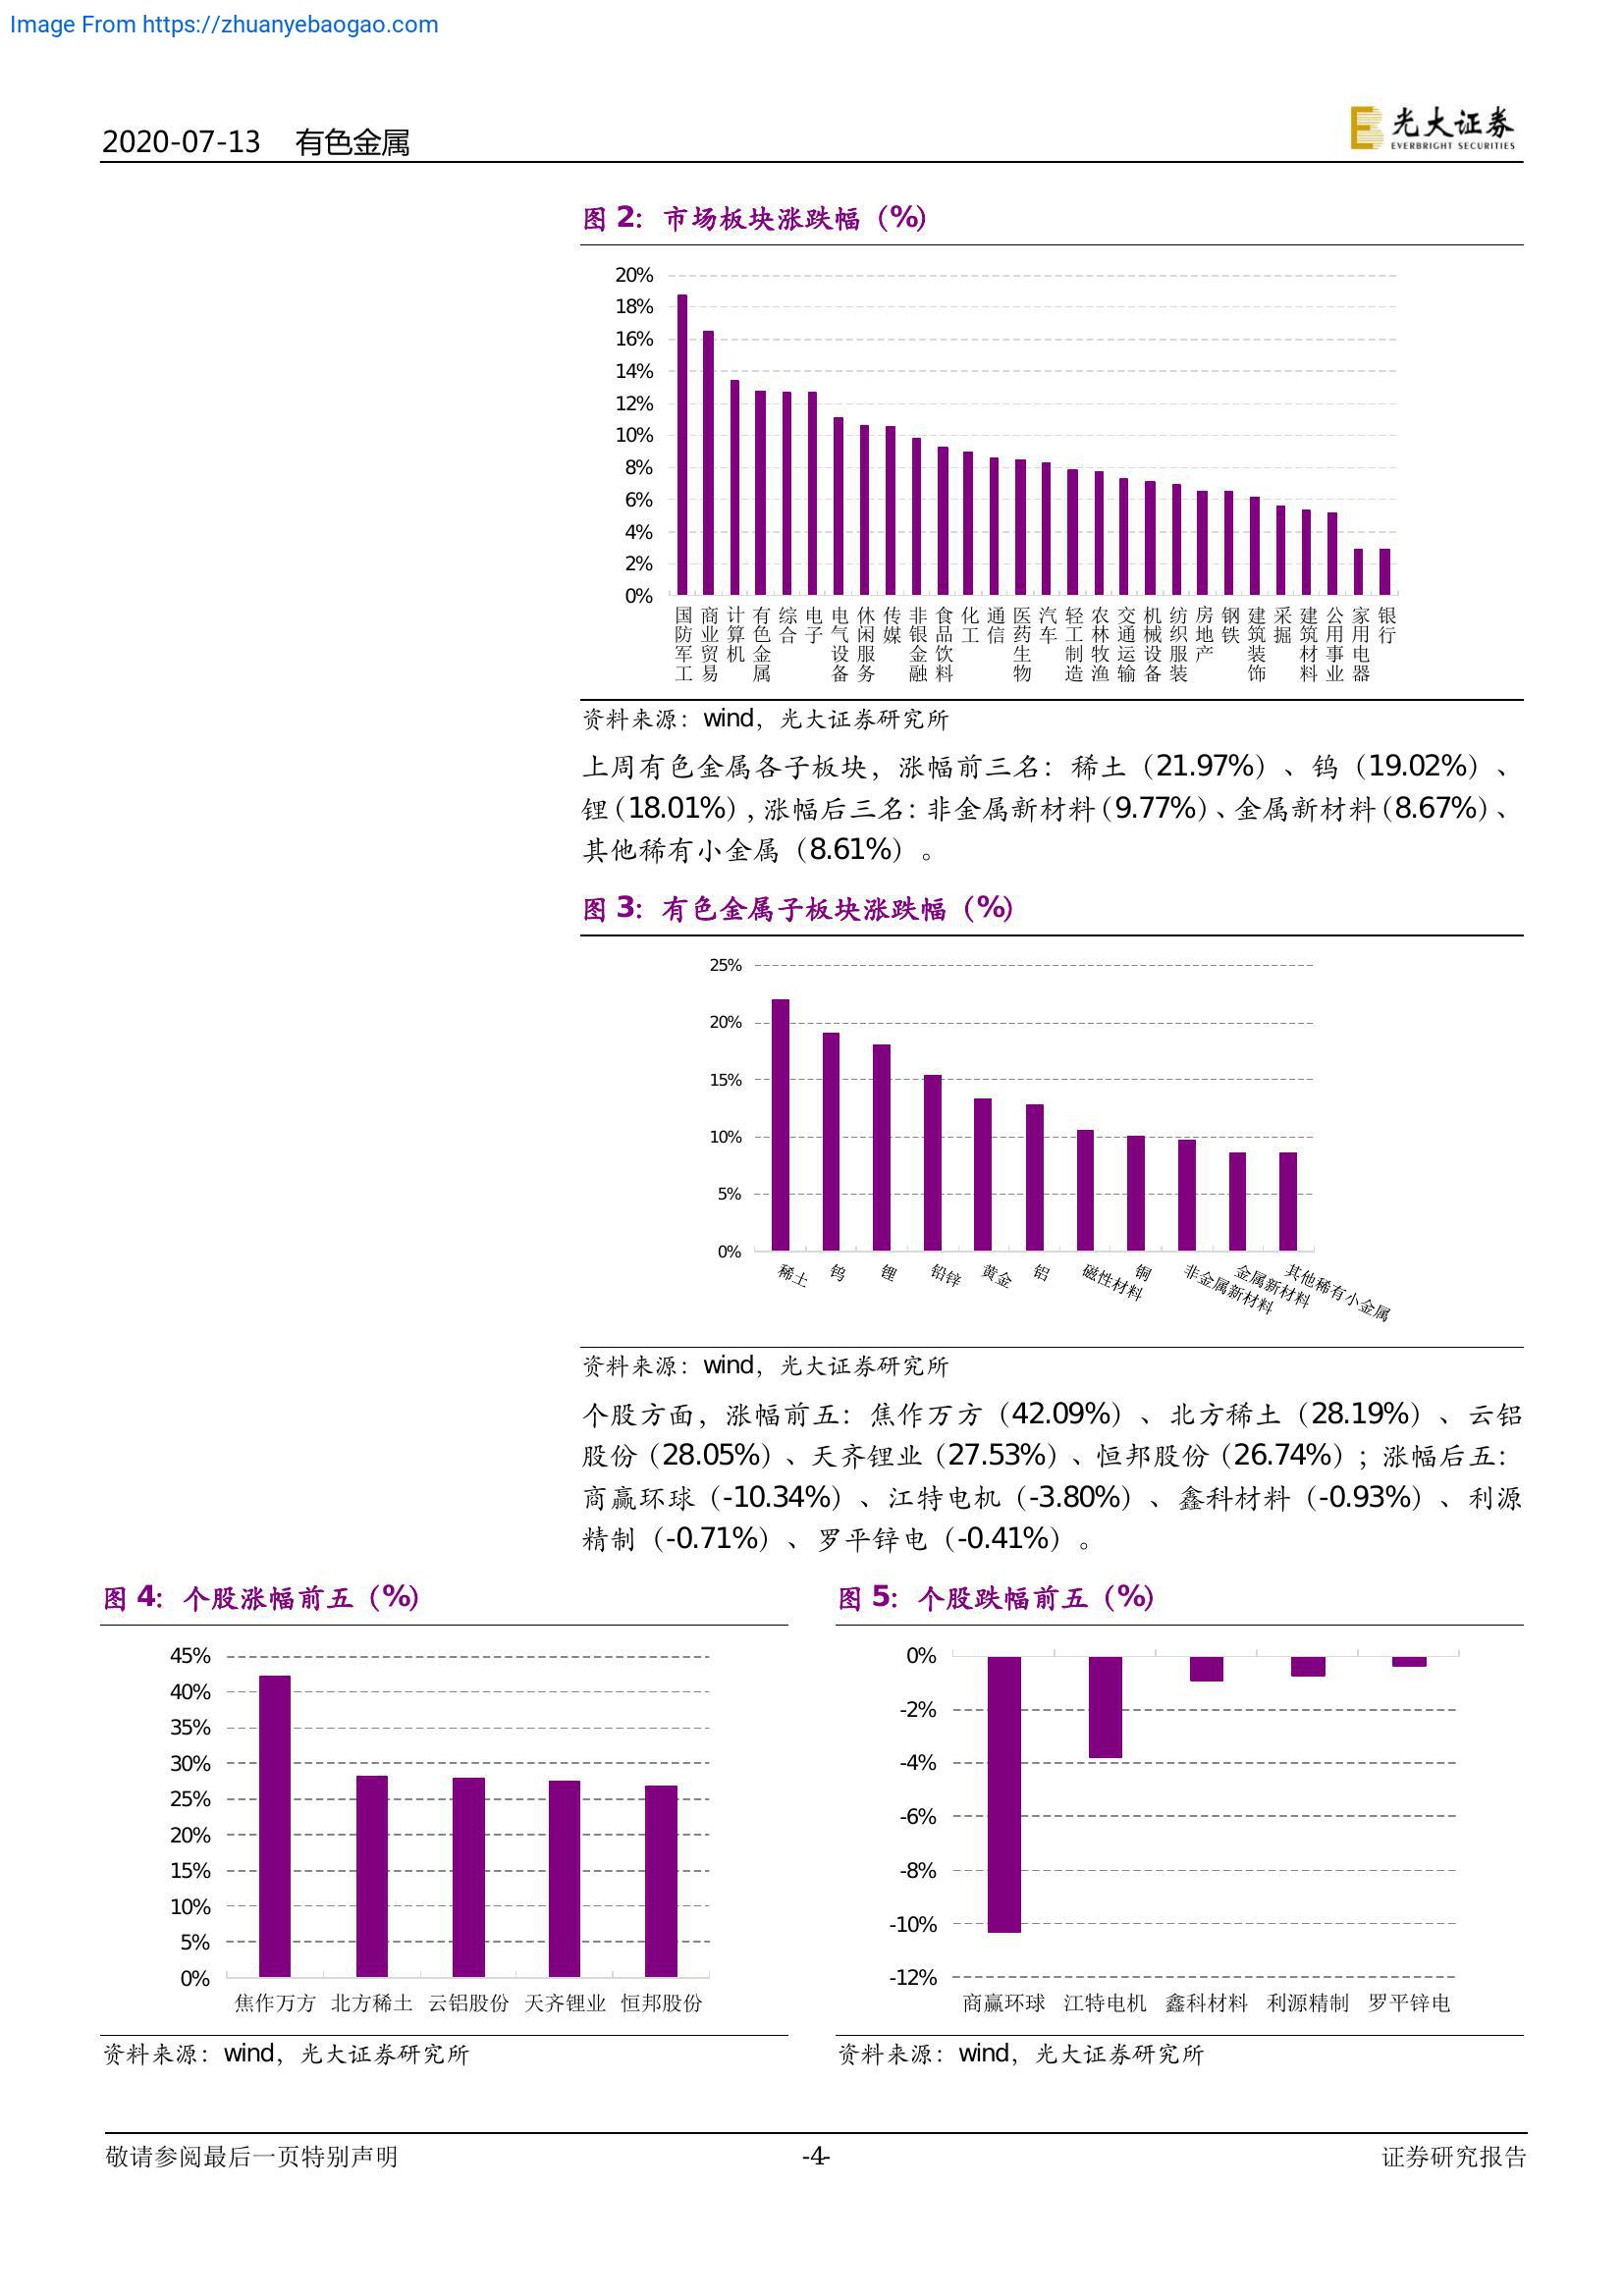 Image From https://zhuanyebaogao.com
2020-07-13 有色金属
光大证券
EVERBRIGHT SECURITIES
图 2：市场板块涨跌幅（%）
20%
18%
16%
14%
12%
10%
8%
6%
4%
2%
0%
国防军工 商业贸易 计算机 有色金属 综合 电子 电气设备 休闲服务 传媒 非银金融 食品饮料 化工 通信 医药生物 汽车 轻工制造 农林牧渔 交通运输 机械设备 纺织服装 房地产 钢铁 建筑装饰 采掘 建筑材料 公用事业 家用电器 银行
资料来源：wind，光大证券研究所
上周有色金属各子板块，涨幅前三名：稀土（21.97%）、钨（19.02%）、
锂（18.01%），涨幅后三名：非金属新材料（9.77%）、金属新材料（8.67%）、
其他稀有小金属（8.61%）。
图 3：有色金属子板块涨跌幅（%）
25%
20%
15%
10%
5%
0%
稀土 钨 锂 铅锌 黄金 铝 磁性材料 铜 非金属新材料 金属新材料 其他稀有小金属
资料来源：wind，光大证券研究所
个股方面，涨幅前五：焦作万方（42.09%）、北方稀土（28.19%）、云铝
股份（28.05%）、天齐锂业（27.53%）、恒邦股份（26.74%）；涨幅后五：
商赢环球（-10.34%）、江特电机（-3.80%）、鑫科材料（-0.93%）、利源
精制（-0.71%）、罗平锌电（-0.41%）。
图 4：个股涨幅前五（%）
45%
40%
35%
30%
25%
20%
15%
10%
5%
0%
焦作万方 北方稀土 云铝股份 天齐锂业 恒邦股份
资料来源：wind，光大证券研究所
图 5：个股跌幅前五（%）
0%
-2%
-4%
-6%
-8%
-10%
-12%
商赢环球 江特电机 鑫科材料 利源精制 罗平锌电
资料来源：wind，光大证券研究所
敬请参阅最后一页特别声明
-4-
证券研究报告